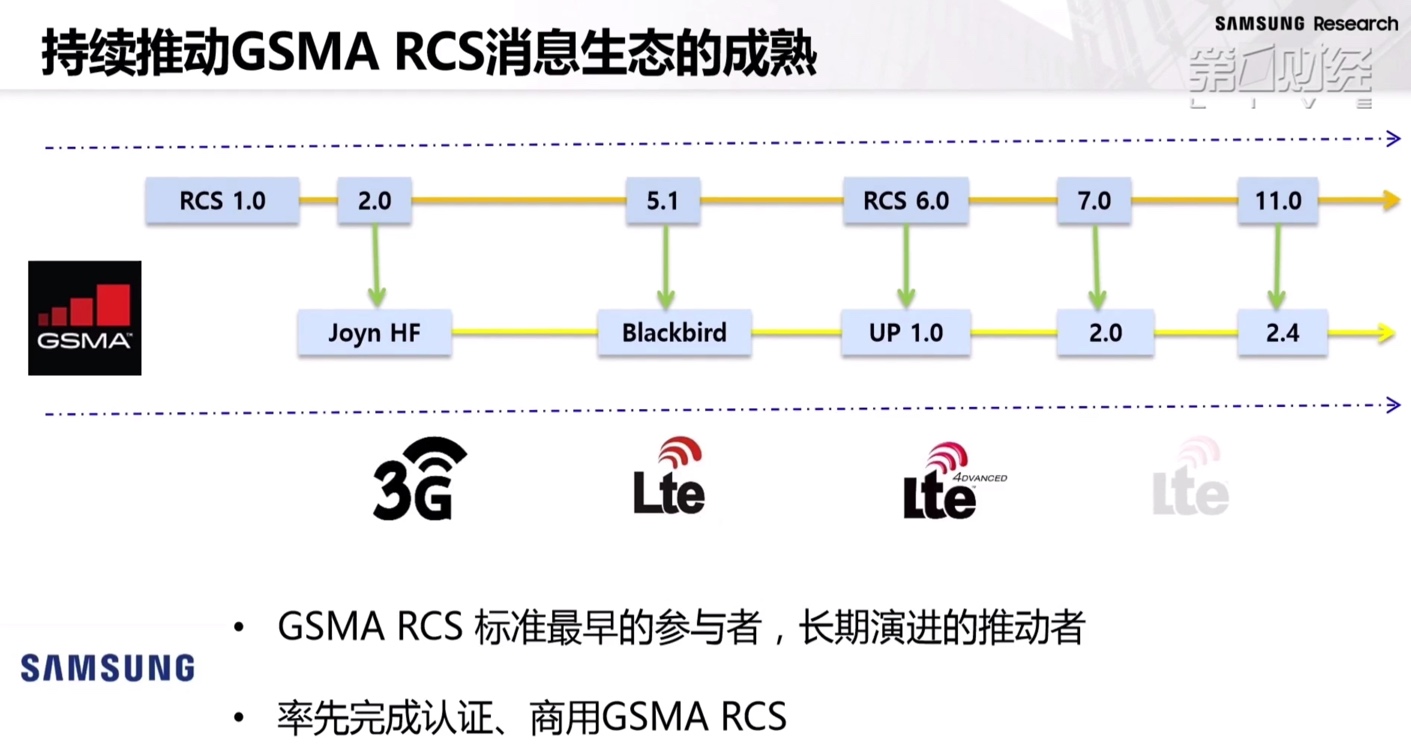 持续推动GSMA RCS消息生态的成熟
SAMSUNG Research
第一财经
LIVE
RCS 1.0
2.0
5.1
RCS 6.0
7.0
11.0
GSMA™
Joyn HF
Blackbird
UP 1.0
2.0
2.4
3G
Lte
Lte 4DVANCED
Lte
• GSMA RCS 标准最早的参与者，长期演进的推动者
SAMSUNG
• 率先完成认证、商用GSMA RCS